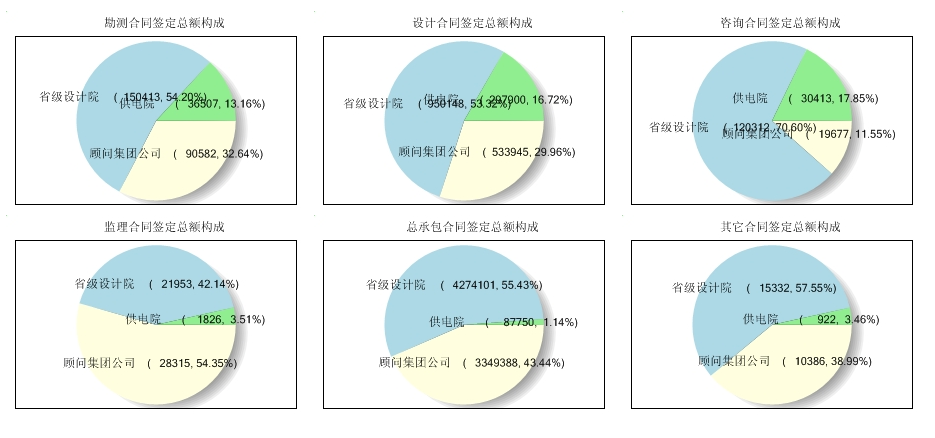 勘测合同签定总额构成
省级设计院 ( 150413, 54.20%)
供电院 ( 36507, 13.16%)
顾问集团公司 ( 90582, 32.64%)
设计合同签定总额构成
省级设计院 ( 950148, 53.32%)
供电院 ( 297900, 16.72%)
顾问集团公司 ( 533945, 29.96%)
咨询合同签定总额构成
供电院 ( 30413, 17.85%)
省级设计院 ( 120312, 70.60%)
顾问集团公司 ( 19677, 11.55%)
监理合同签定总额构成
省级设计院 ( 21953, 42.14%)
供电院 ( 1826, 3.51%)
顾问集团公司 ( 28315, 54.35%)
总承包合同签定总额构成
省级设计院 ( 4274101, 55.43%)
供电院 ( 87750, 1.14%)
顾问集团公司 ( 3349388, 43.44%)
其它合同签定总额构成
省级设计院 ( 15332, 57.55%)
供电院 ( 922, 3.46%)
顾问集团公司 ( 10386, 38.99%)